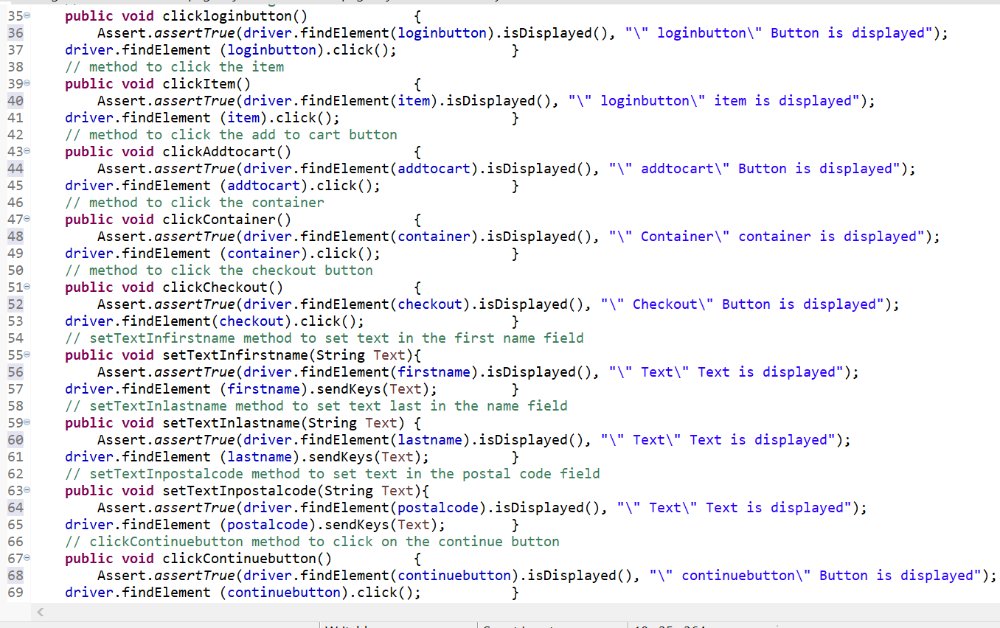 35 public void clickloginbutton() {
36 Assert.assertTrue(driver.findElement(loginbutton).isDisplayed(), "\" loginbutton\" Button is displayed");
37 driver.findElement (loginbutton).click(); }
38 // method to click the item
39 public void clickItem() {
40 Assert.assertTrue(driver.findElement(item).isDisplayed(), "\" loginbutton\" item is displayed");
41 driver.findElement (item).click(); }
42 // method to click the add to cart button
43 public void clickAddtocart() {
44 Assert.assertTrue(driver.findElement(addtocart).isDisplayed(), "\" addtocart\" Button is displayed");
45 driver.findElement (addtocart).click(); }
46 // method to click the container
47 public void clickContainer() {
48 Assert.assertTrue(driver.findElement(container).isDisplayed(), "\" Container\" container is displayed");
49 driver.findElement (container).click(); }
50 // method to click the checkout button
51 public void clickCheckout() {
52 Assert.assertTrue(driver.findElement(checkout).isDisplayed(), "\" Checkout\" Button is displayed");
53 driver.findElement(checkout).click(); }
54 // setTextInfirstname method to set text in the first name field
55 public void setTextInfirstname(String Text){
56 Assert.assertTrue(driver.findElement(firstname).isDisplayed(), "\" Text\" Text is displayed");
57 driver.findElement (firstname).sendKeys(Text); }
58 // setTextInlastname method to set text last in the name field
59 public void setTextInlastname(String Text) {
60 Assert.assertTrue(driver.findElement(lastname).isDisplayed(), "\" Text\" Text is displayed");
61 driver.findElement (lastname).sendKeys(Text); }
62 // setTextInpostalcode method to set text in the postal code field
63 public void setTextInpostalcode(String Text){
64 Assert.assertTrue(driver.findElement(postalcode).isDisplayed(), "\" Text\" Text is displayed");
65 driver.findElement (postalcode).sendKeys(Text); }
66 // clickContinuebutton method to click on the continue button
67 public void clickContinuebutton() {
68 Assert.assertTrue(driver.findElement(continuebutton).isDisplayed(), "\" continuebutton\" Button is displayed");
69 driver.findElement (continuebutton).click(); }